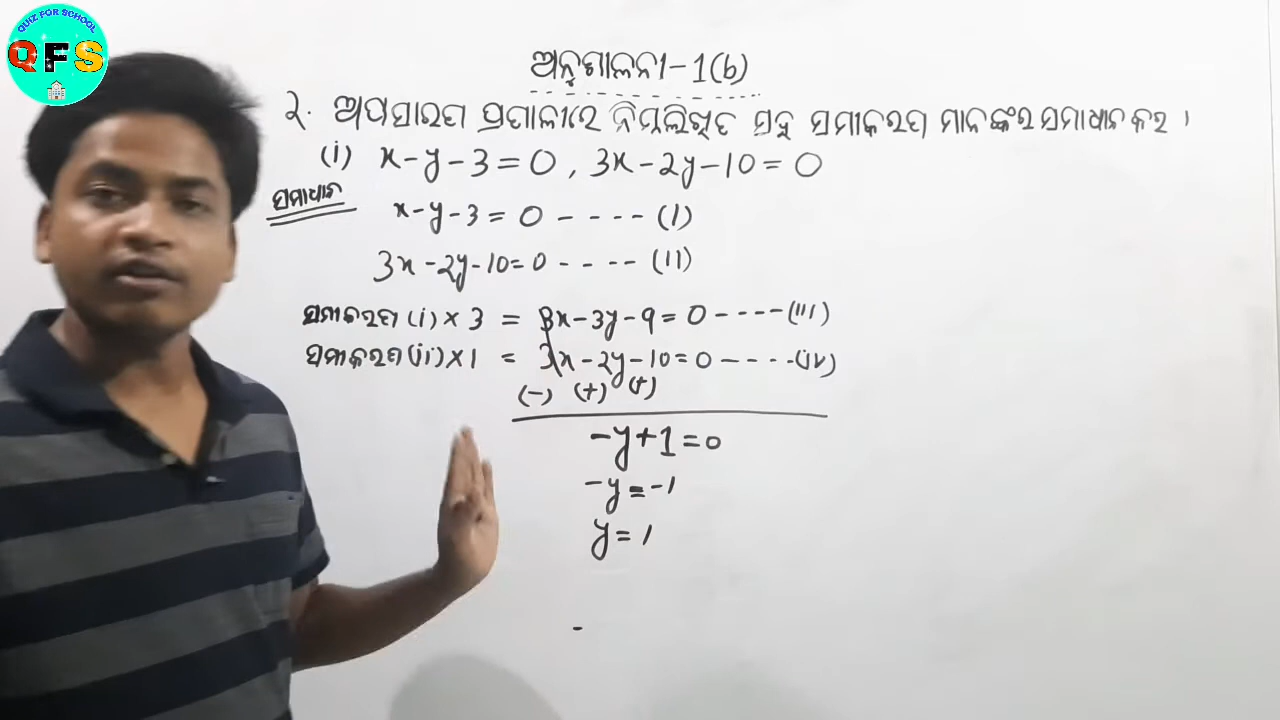 QUIZ FOR SCHOOL
QFS
ଅନୁଶୀଳନୀ-1(b)
୨. ଅପସାରଣ ପ୍ରଣାଳୀରେ ନିମ୍ନଲିଖିତ ସହ ସମୀକରଣ ମାନଙ୍କର ସମାଧାନ କର ।
(i) x-y-3=0, 3x-2y-10=0
ସମାଧାନ
x-y-3=0 ---- (I)
3x-2y-10=0 ---- (II)
ସମୀକରଣ (i) × 3 = 3x-3y-9=0 ---- (III)
ସମୀକରଣ (ii) × 1 = 3x-2y-10=0 ---- (iv)
(-) (+) (+)
-y+1=0
-y=-1
y=1
-